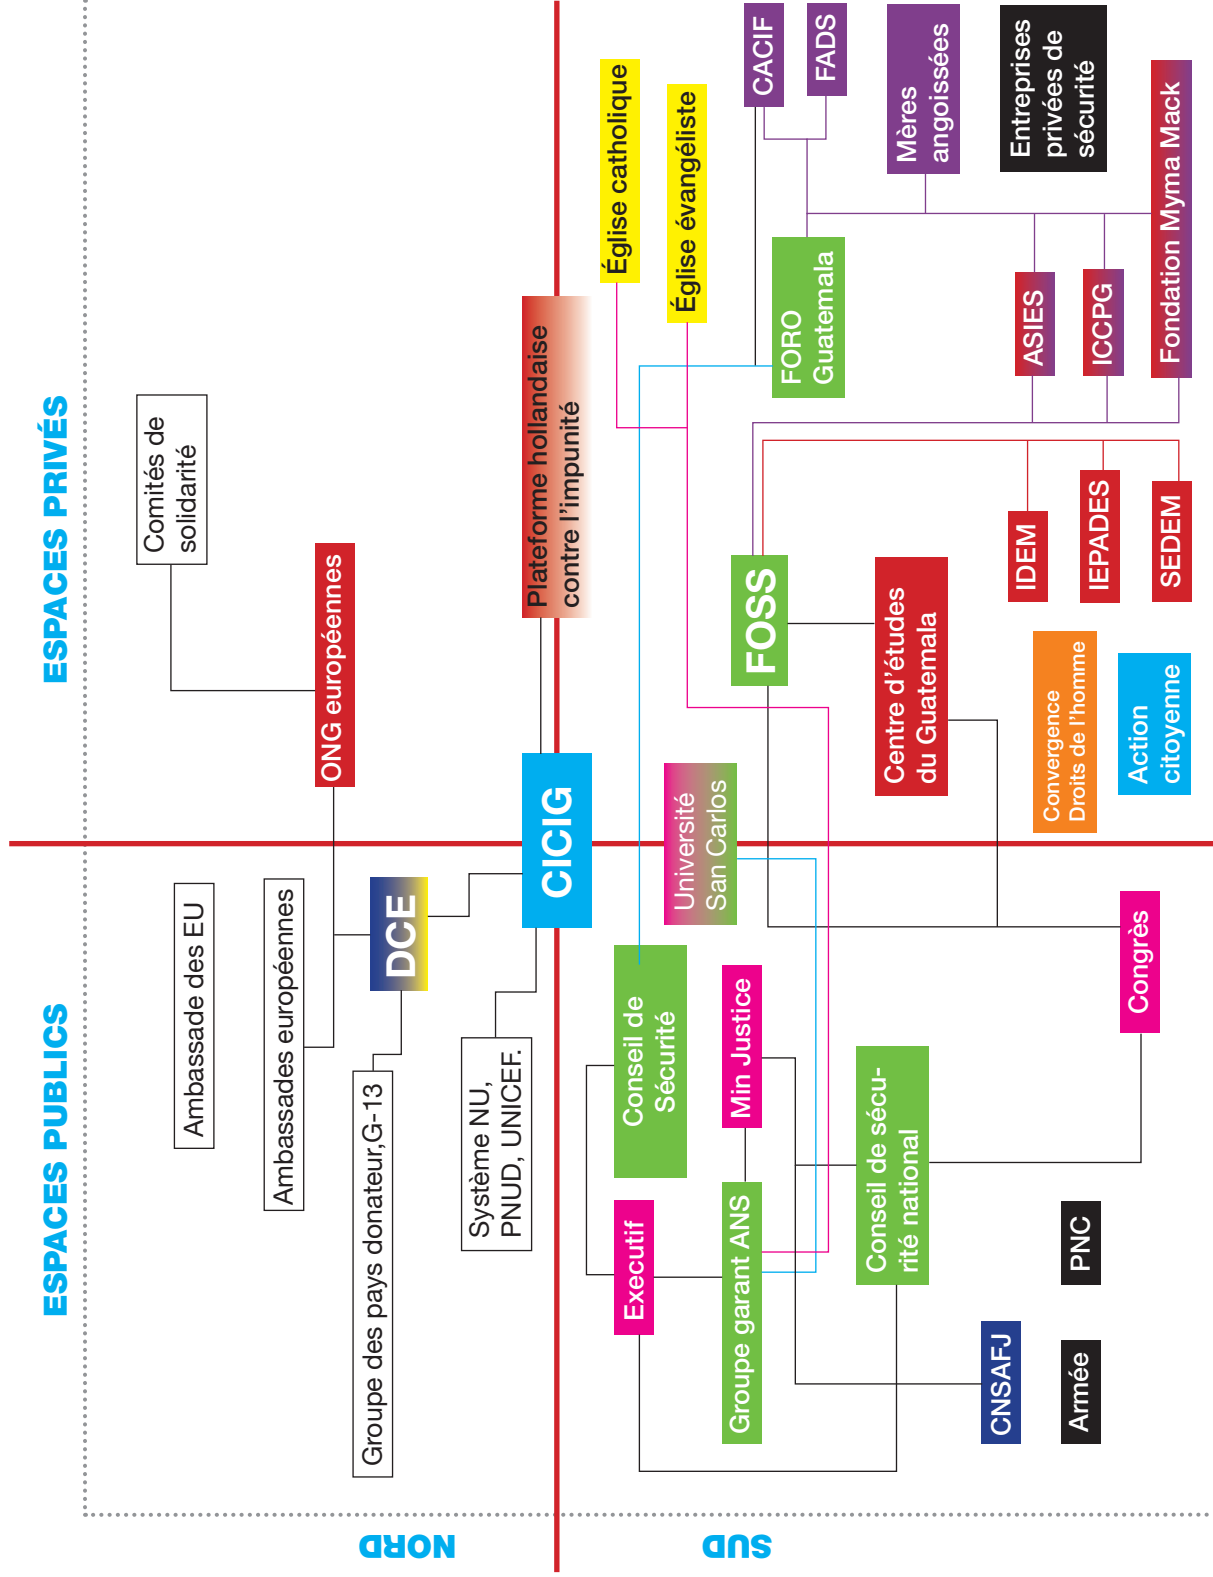 ESPACES PUBLICS
ESPACES PRIVÉS
NORD
SUD
Ambassade des EU
Ambassades européennes
Groupe des pays donateur,G-13
DCE
Système NU,
PNUD, UNICEF.
Comités de
solidarité
ONG européennes
CICIG
Plateforme hollandaise
contre l'impunité
Executif
Conseil de
Sécurité
Université
San Carlos
Église catholique
Église évangéliste
Groupe garant ANS
Min Justice
FOSS
FORO
Guatemala
CACIF
FADS
Conseil de sécu-
rité national
Centre d'études
du Guatemala
Mères
angoissées
CNSAFJ
Armée
PNC
Congrès
Convergence
Droits de l'homme
Action
citoyenne
IDEM
IEPADES
SEDEM
ASIES
ICCPG
Fondation Myma Mack
Entreprises
privées de
sécurité